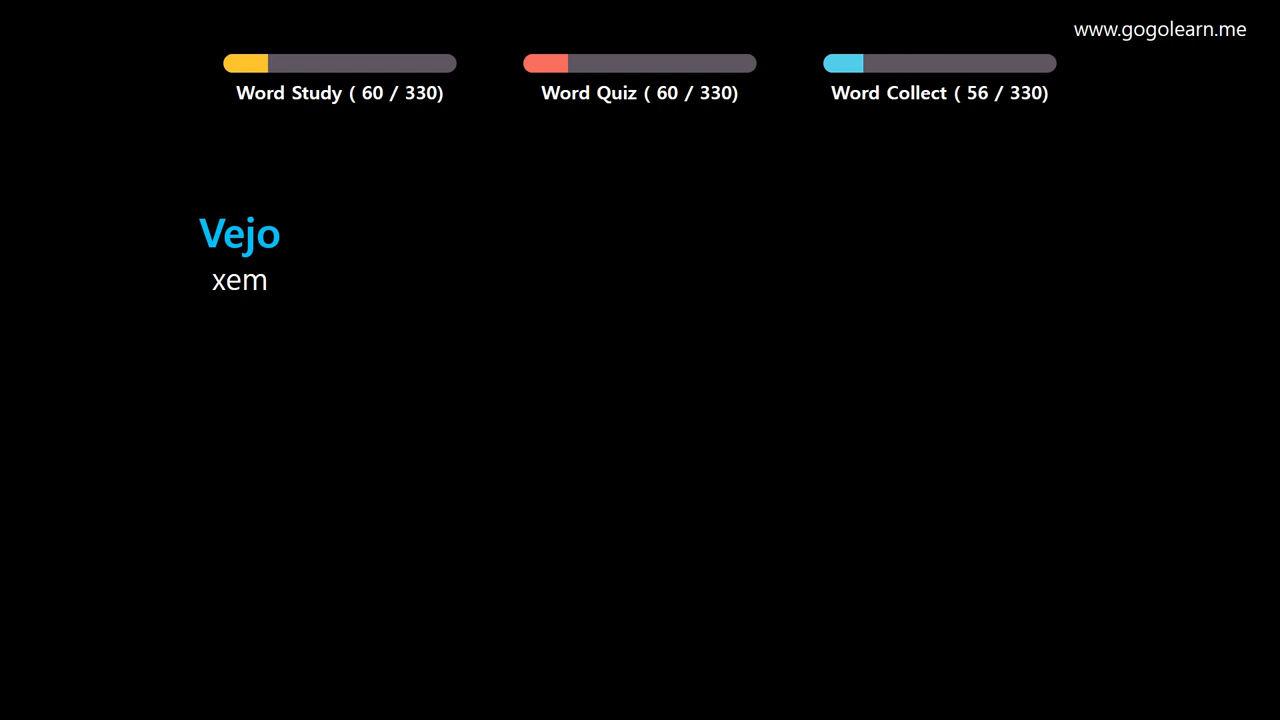 www.gogolearn.me
Word Study ( 60 / 330)
Word Quiz ( 60 / 330)
Word Collect ( 56 / 330)
Vejo
xem